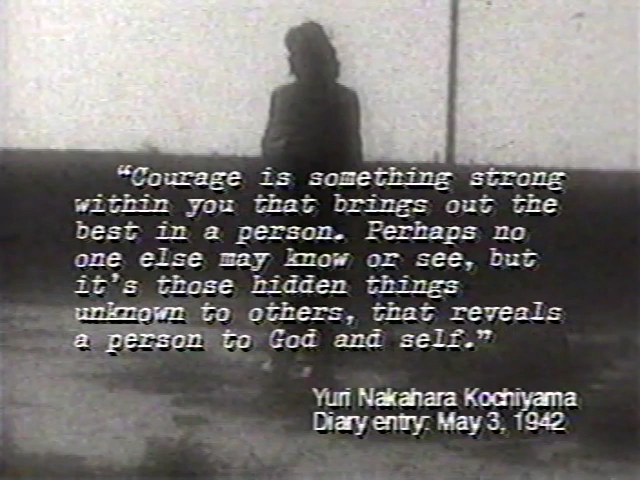 “Courage is something strong
within you that brings out the
best in a person. Perhaps no
one else may know or see, but
it's those hidden things
unknown to others, that reveals
a person to God and self.”
Yuri Nakahara Kochiyama
Diary entry: May 3, 1942